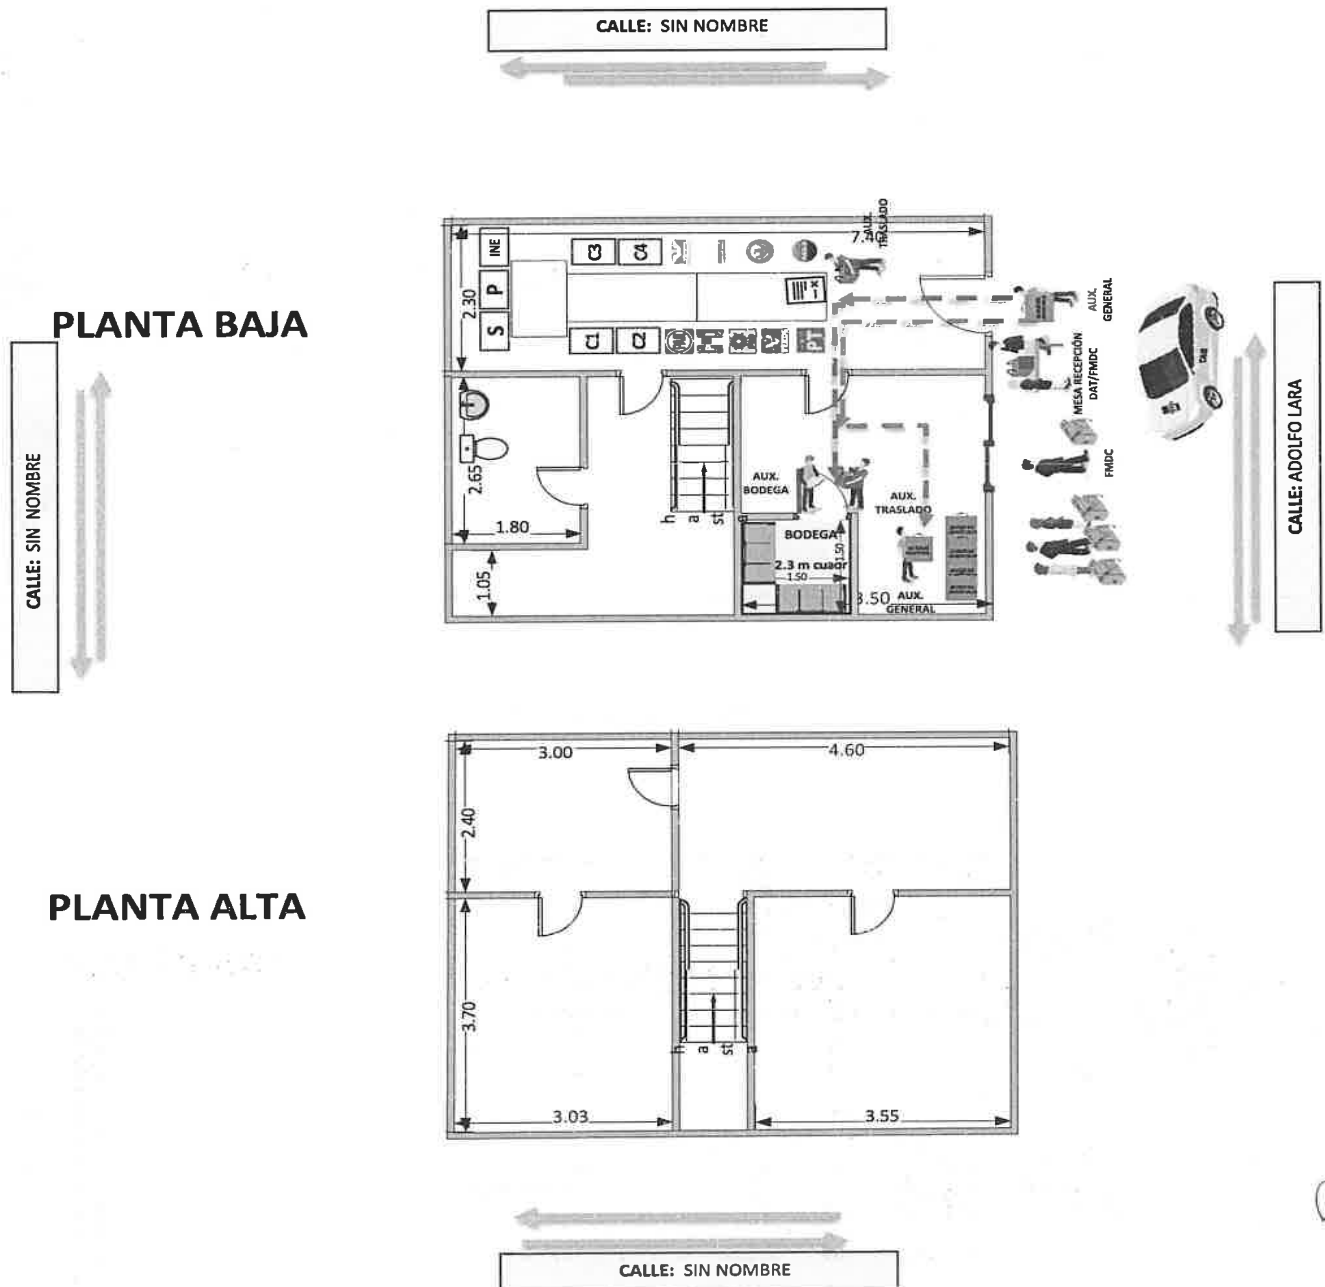 CALLE: SIN NOMBRE
PLANTA BAJA
CALLE: SIN NOMBRE
CALLE: ADOLFO LARA
AUX.
TRASLADO
7.4
2.30
INE
P
S
C3
C4
C1
C2
AUX.
GENERAL
MESA RECEPCIÓN
DAT/FMDC
FMDC
2.65
1.80
1.05
h
a
st
AUX.
BODEGA
AUX.
TRASLADO
BODEGA
2.3 m cuadr
1.50
1.50
3.50
AUX.
GENERAL
PLANTA ALTA
3.00
4.60
2.40
3.70
h
a
st
3.03
3.55
CALLE: SIN NOMBRE